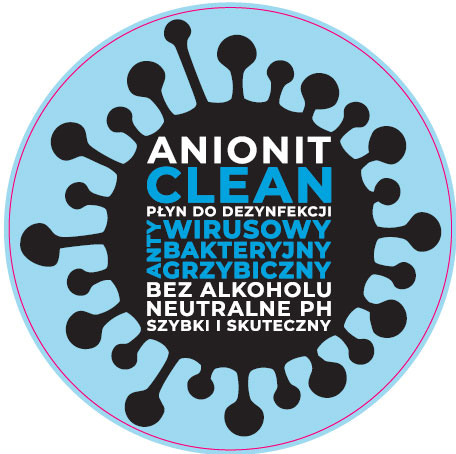 ANIONIT
CLEAN
PŁYN DO DEZYNFEKCJI
ANTY
WIRUSOWY
BAKTERYJNY
GRZYBICZNY
BEZ ALKOHOLU
NEUTRALNE PH
SZYBKI I SKUTECZNY